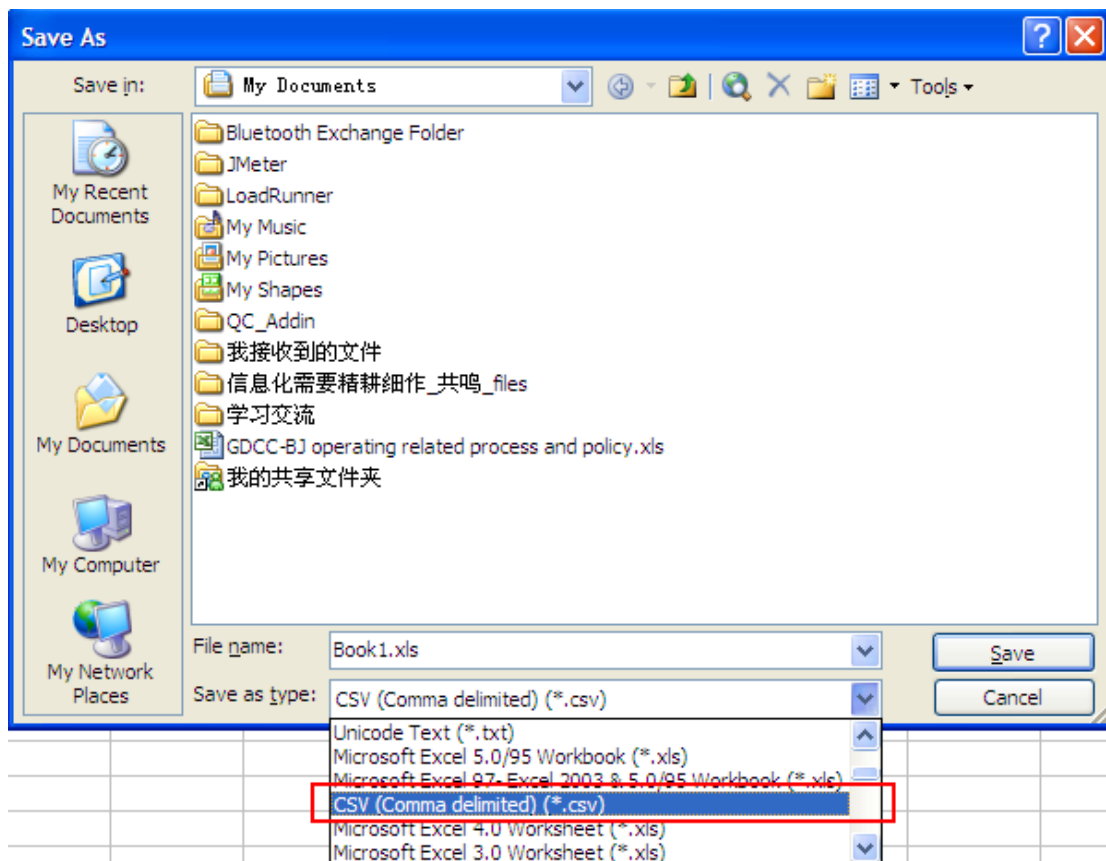 Save As
Save in:
My Documents
Tools
My Recent
Documents
Desktop
My Documents
My Computer
My Network
Places
Bluetooth Exchange Folder
JMeter
LoadRunner
My Music
My Pictures
My Shapes
QC_Addin
我接收到的文件
信息化需要精耕细作_共鸣_files
学习交流
GDCC-BJ operating related process and policy.xls
我的共享文件夹
File name:
Book1.xls
Save
Save as type:
CSV (Comma delimited) (*.csv)
Cancel
Unicode Text (*.txt)
Microsoft Excel 5.0/95 Workbook (*.xls)
Microsoft Excel 97- Excel 2003 & 5.0/95 Workbook (*.xls)
CSV (Comma delimited) (*.csv)
Microsoft Excel 4.0 Worksheet (*.xls)
Microsoft Excel 3.0 Worksheet (*.xls)